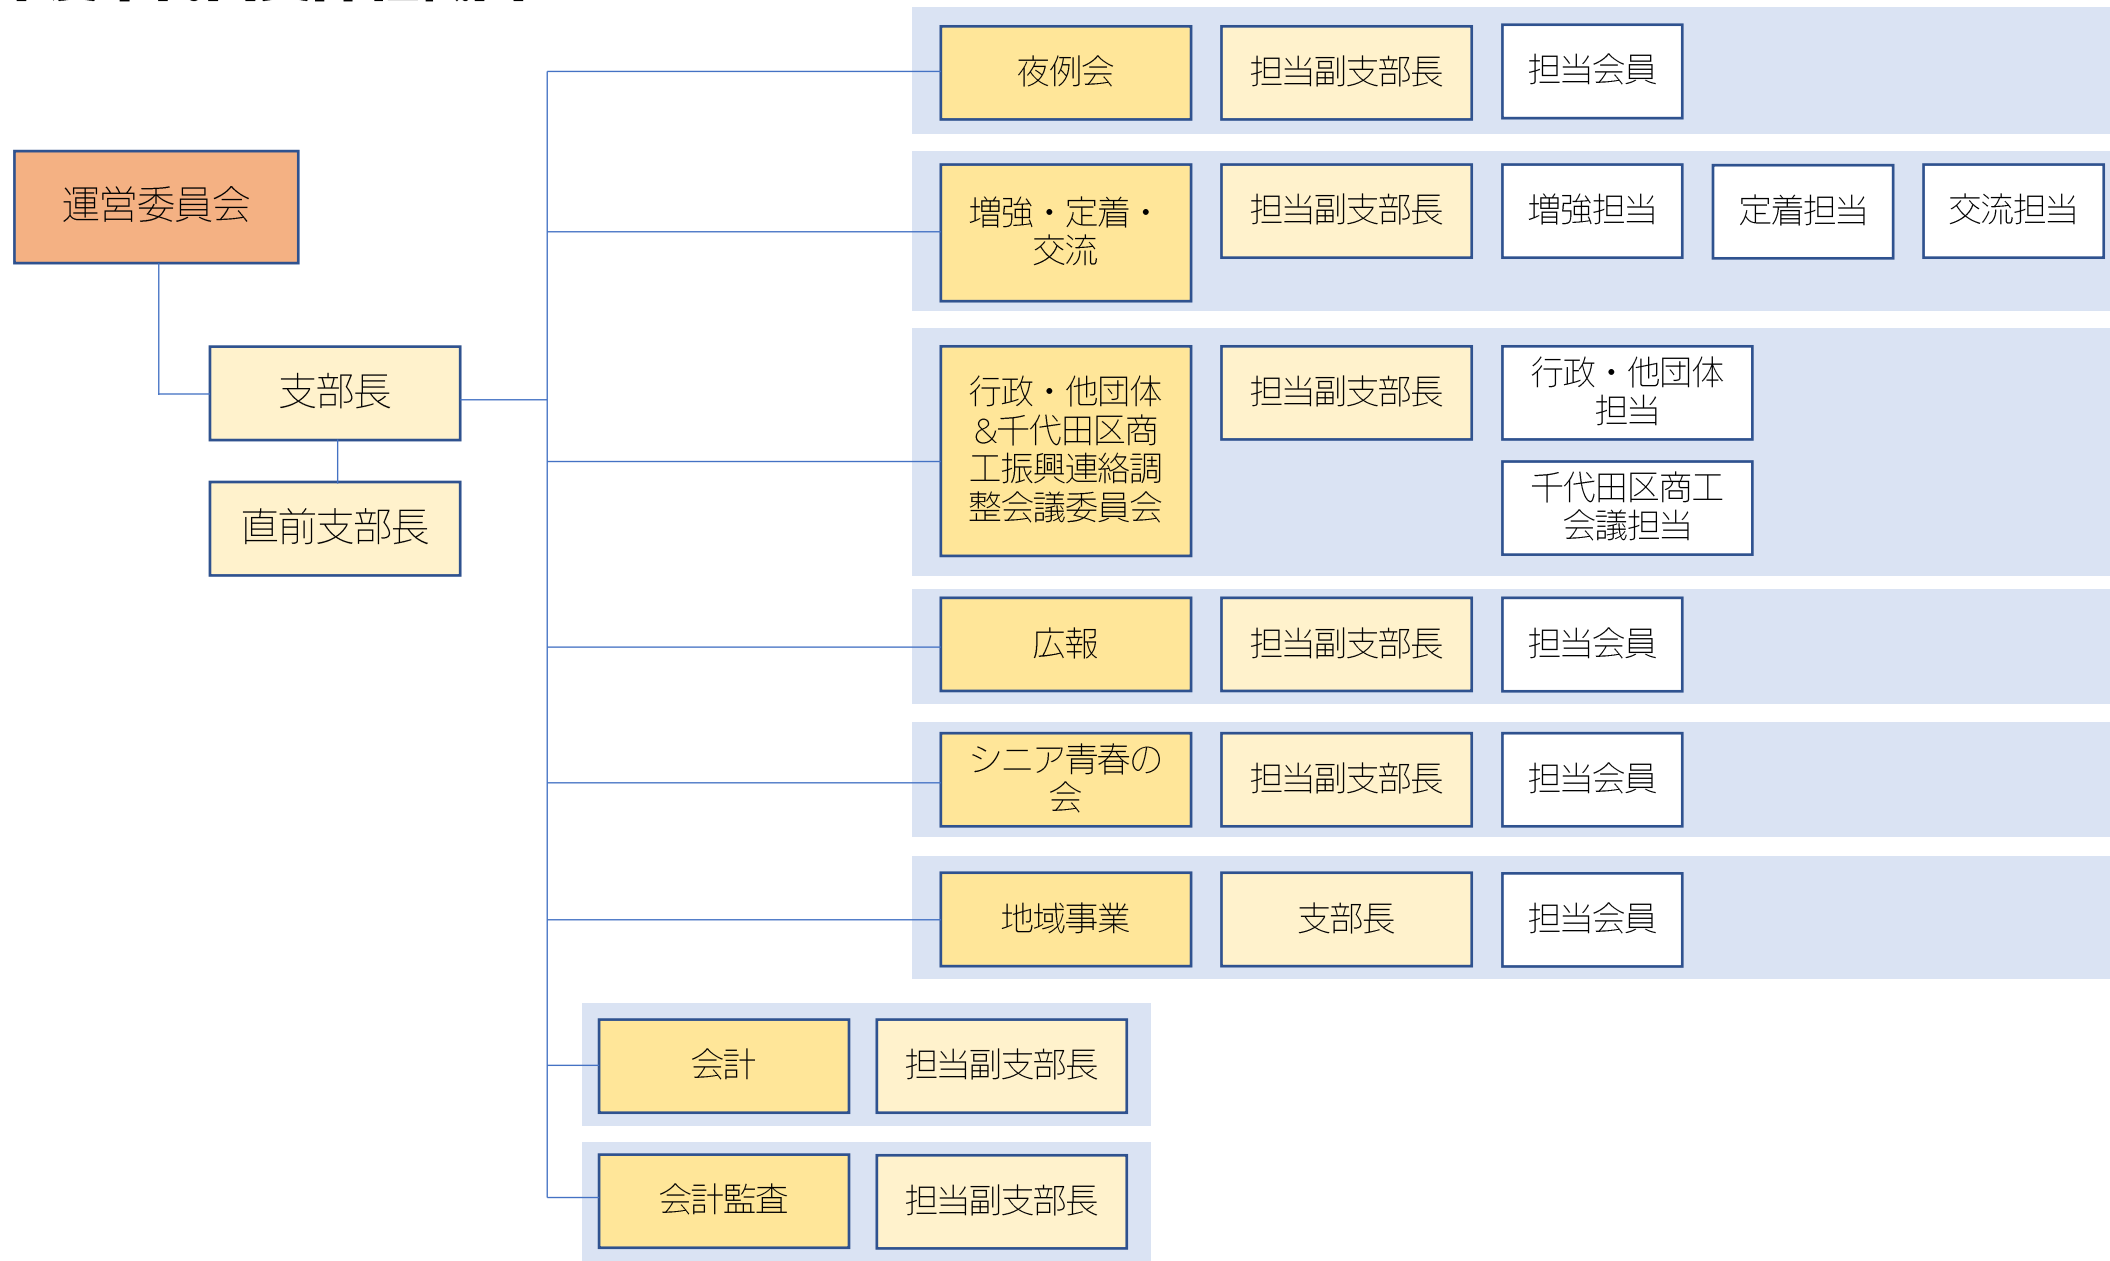 夜例会
担当副支部長
担当会員
運営委員会
増強・定着・
交流
担当副支部長
増強担当
定着担当
交流担当
支部長
直前支部長
行政・他団体
&千代田区商
工振興連絡調
整会議委員会
担当副支部長
行政・他団体
担当
千代田区商工
会議担当
広報
担当副支部長
担当会員
シニア青春の
会
担当副支部長
担当会員
地域事業
支部長
担当会員
会計
担当副支部長
会計監査
担当副支部長